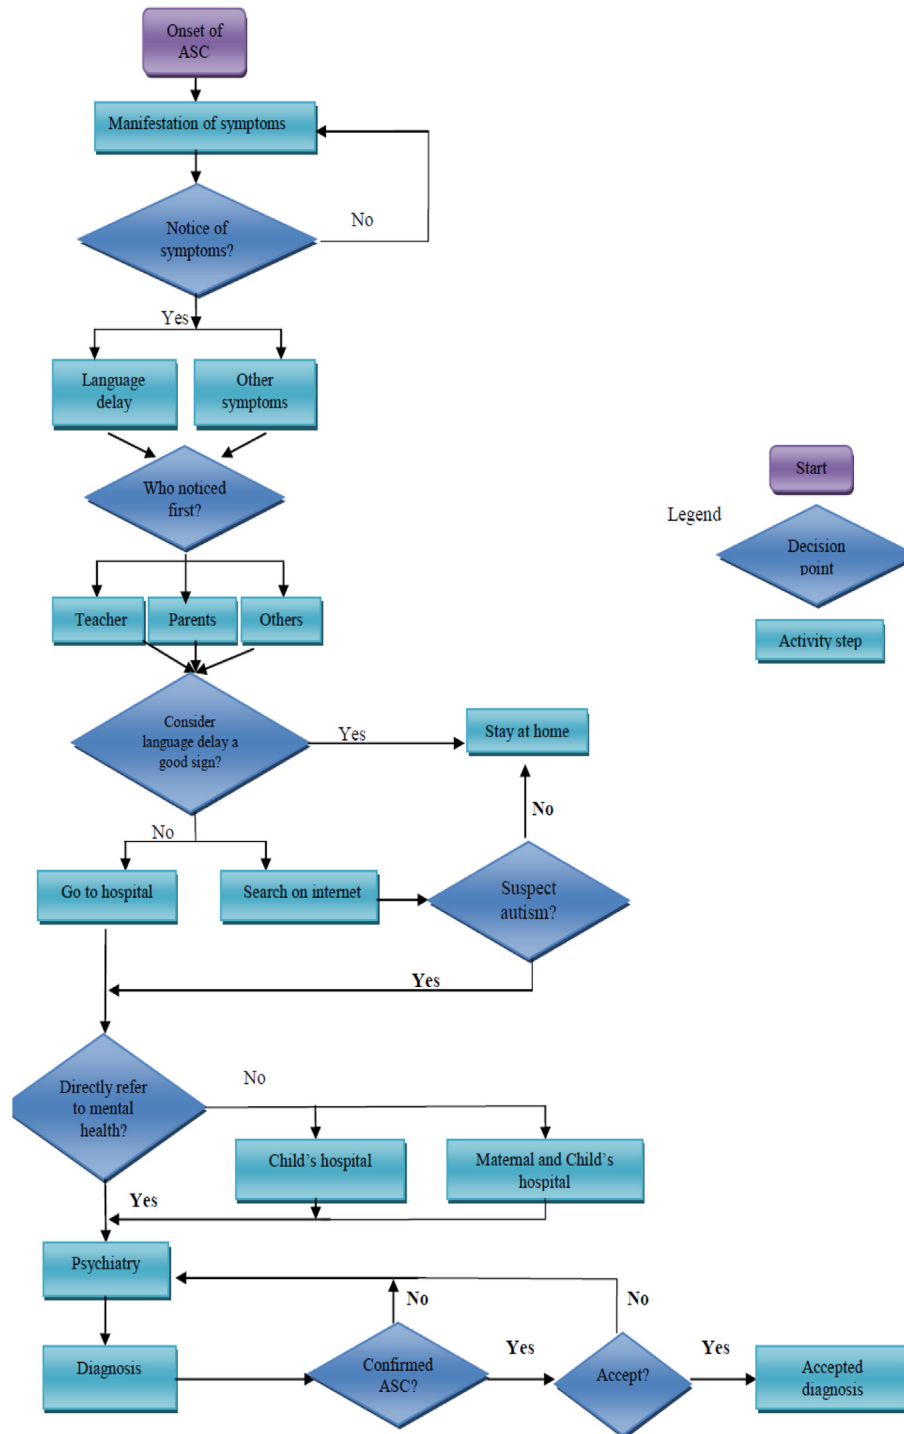 Onset of
ASC
Manifestation of symptoms
Notice of
symptoms?
No
Yes
Language
delay
Other
symptoms
Who noticed
first?
Teacher
Parents
Others
Consider
language delay a
good sign?
Yes
Stay at home
No
No
Go to hospital
Search on internet
Suspect
autism?
Yes
Directly refer
to mental
health?
No
Child’s hospital
Maternal and Child’s
hospital
Yes
Psychiatry
No
No
Diagnosis
Confirmed
ASC?
Yes
Accept?
Yes
Accepted
diagnosis
Legend
Start
Decision
point
Activity step